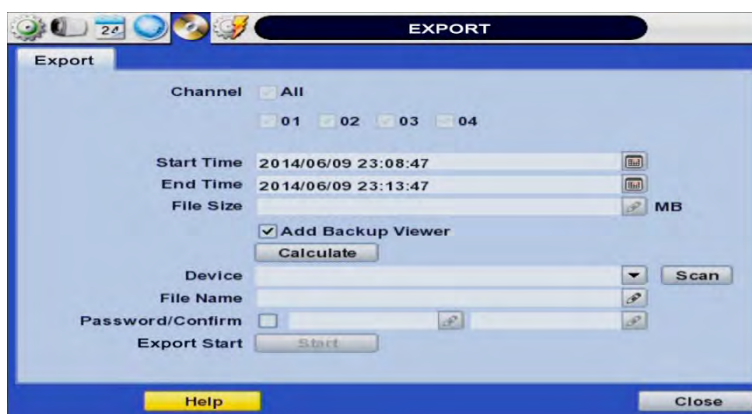 24
EXPORT
Export
Channel All
01 02 03 04
Start Time 2014/06/09 23:08:47
End Time 2014/06/09 23:13:47
File Size MB
Add Backup Viewer
Calculate
Device Scan
File Name
Password/Confirm
Export Start Start
Help Close